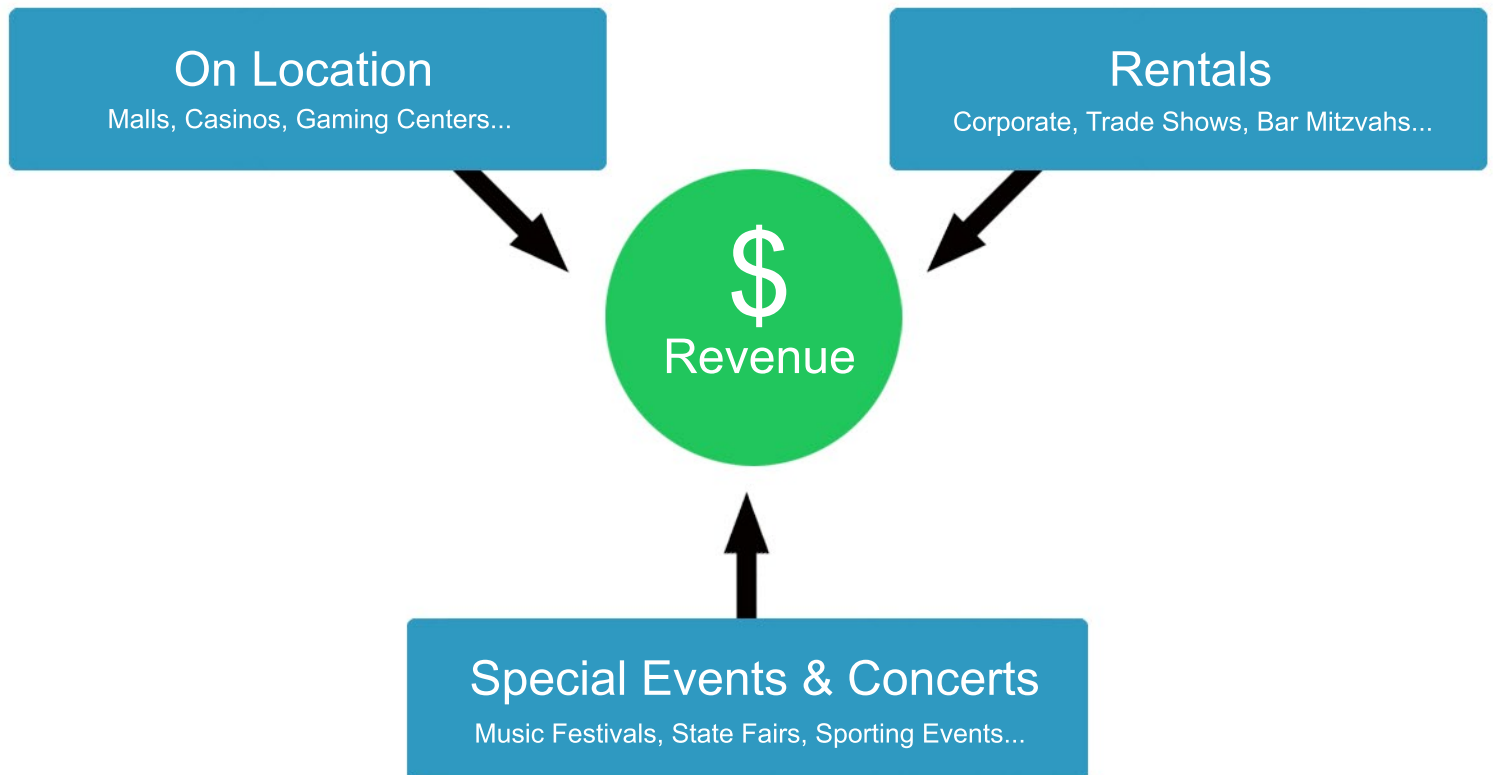 On Location
Malls, Casinos, Gaming Centers...
Rentals
Corporate, Trade Shows, Bar Mitzvahs...
$
Revenue
Special Events & Concerts
Music Festivals, State Fairs, Sporting Events...